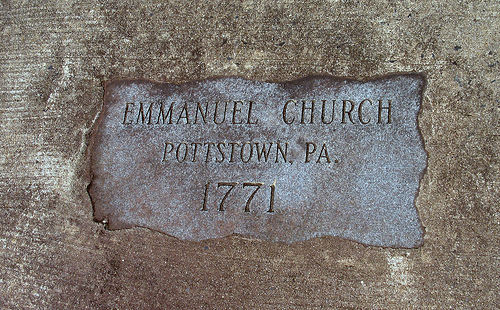 EMMANUEL CHURCH
POTTSTOWN, PA.
1771